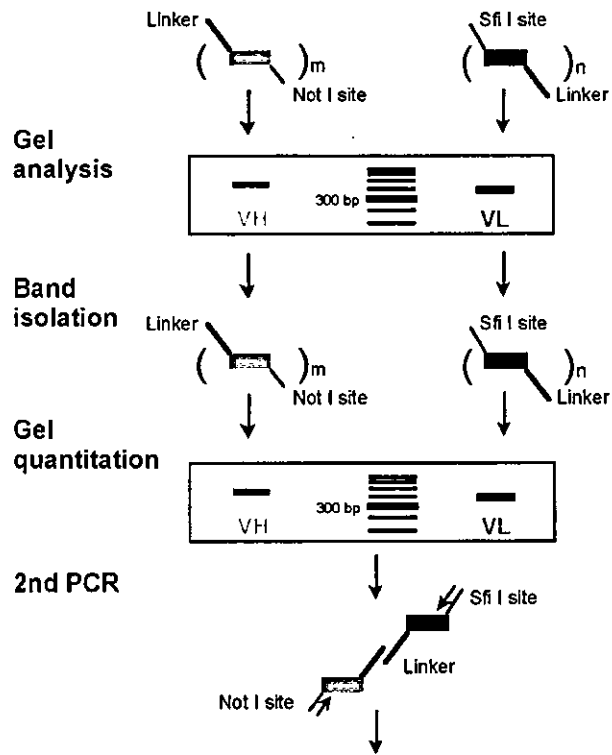 Linker
Sfi I site
( )m
( )n
Not I site
Linker
Gel
analysis
300 bp
VH
VL
Band
isolation
Linker
Sfi I site
( )m
( )n
Not I site
Linker
Gel
quantitation
300 bp
VH
VL
2nd PCR
Sfi I site
Linker
Not I site